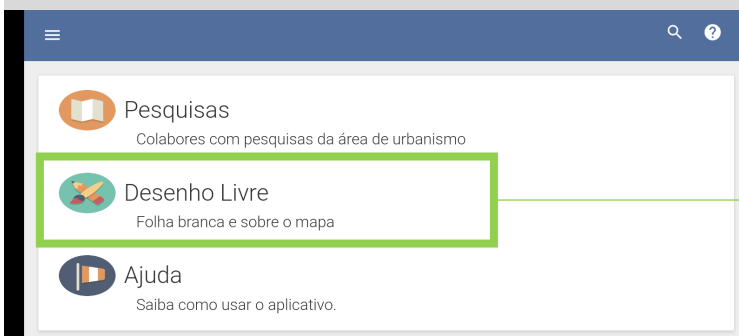 Pesquisas
Colabores com pesquisas da área de urbanismo
Desenho Livre
Folha branca e sobre o mapa
Ajuda
Saiba como usar o aplicativo.